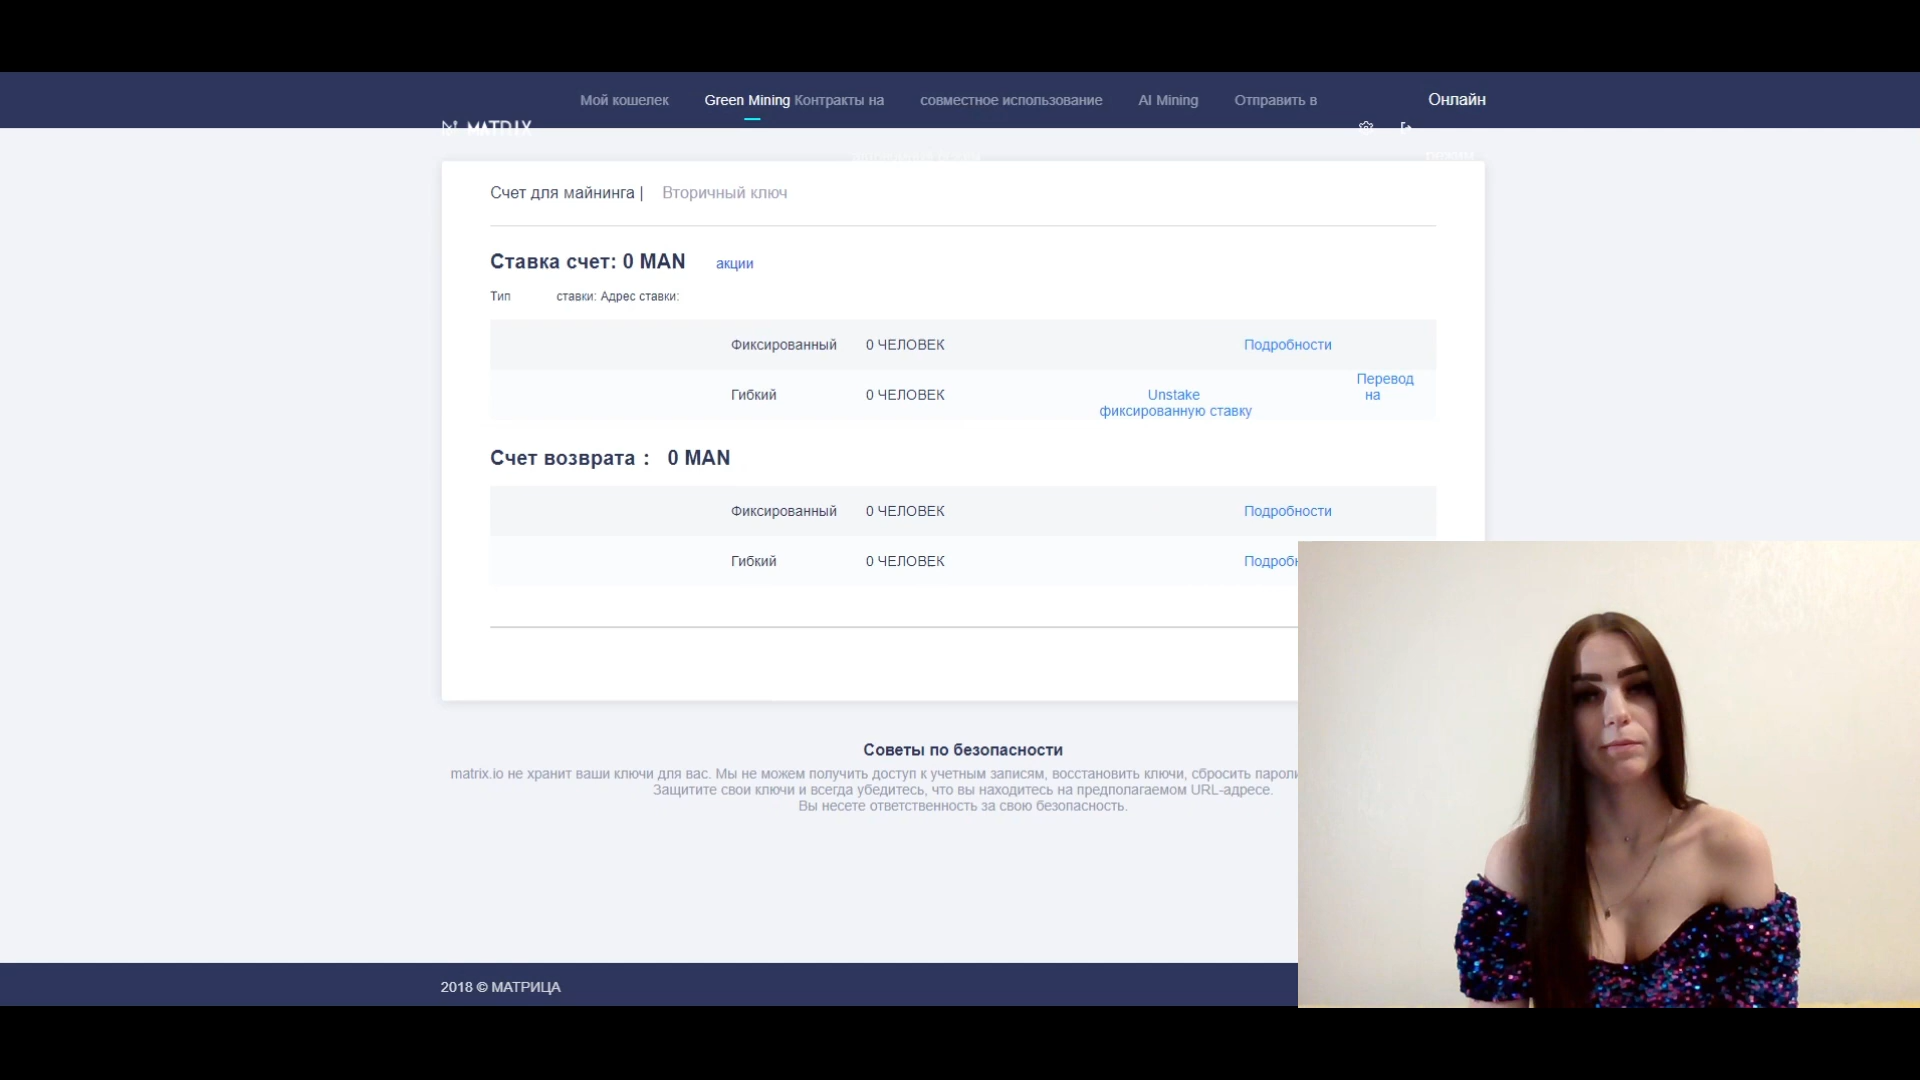 Мой кошелек Green Mining Контракты на совместное использование AI Mining Отправить в Онлайн
MATRIX
Счет для майнинга | Вторичный ключ
Ставка счет: 0 MAN акции
Тип ставки: Адрес ставки:
Фиксированный 0 ЧЕЛОВЕК Подробности
Перевод
Гибкий 0 ЧЕЛОВЕК Unstake на
фиксированную ставку
Счет возврата : 0 MAN
Фиксированный 0 ЧЕЛОВЕК Подробности
Гибкий 0 ЧЕЛОВЕК Подробн
Советы по безопасности
matrix.io не хранит ваши ключи для вас. Мы не можем получить доступ к учетным записям, восстановить ключи, сбросить пароли
Защитите свои ключи и всегда убедитесь, что вы находитесь на предполагаемом URL-адресе.
Вы несете ответственность за свою безопасность.
2018 © МАТРИЦА